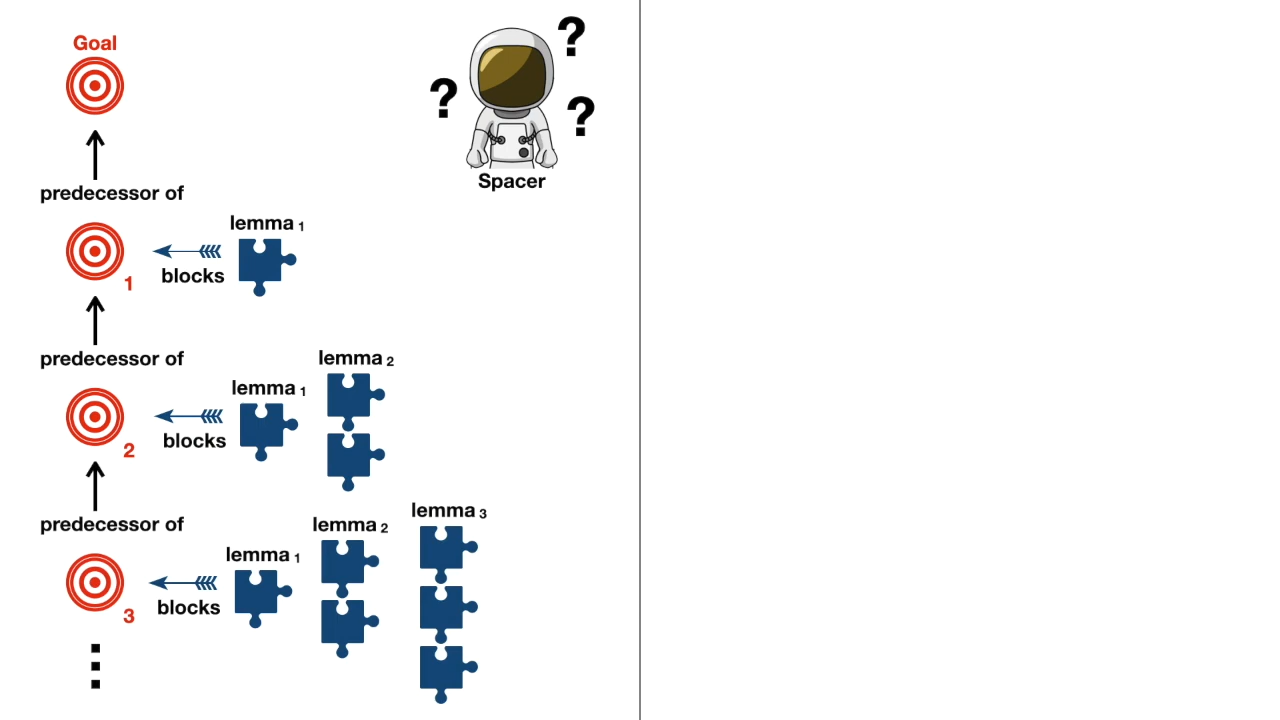 Goal
?
?
?
Spacer
predecessor of
lemma 1
blocks
1
predecessor of
lemma 2
lemma 1
blocks
2
predecessor of
lemma 3
lemma 2
lemma 1
blocks
3